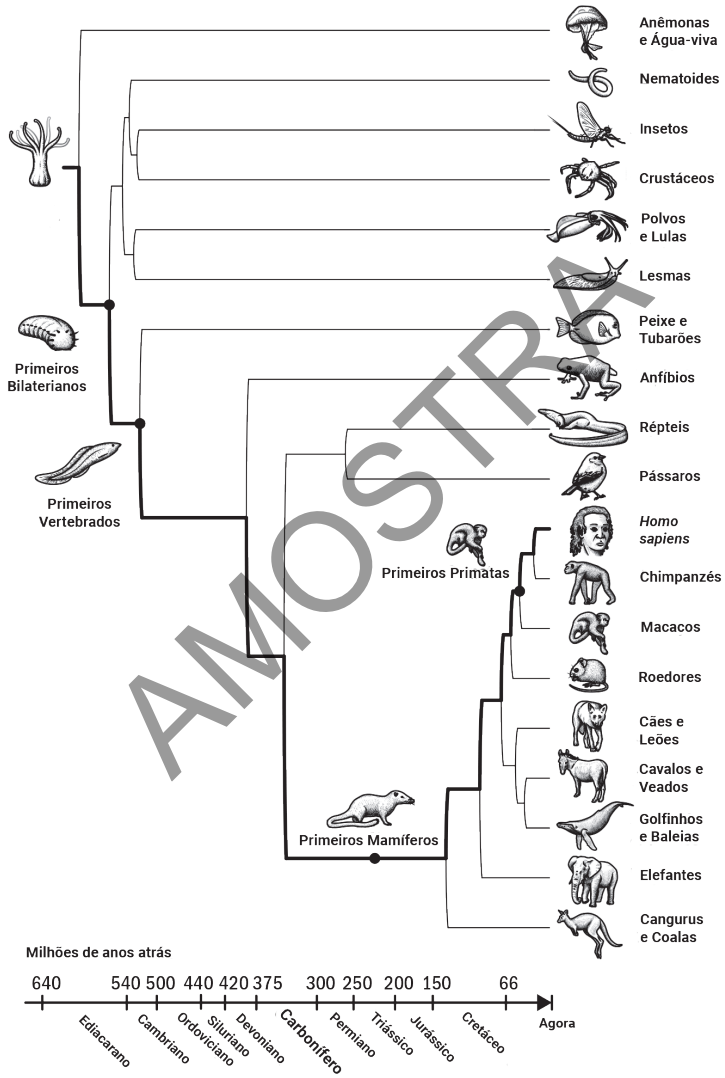 Anêmonas
e Água-viva
Nematoides
Insetos
Crustáceos
Polvos
e Lulas
Lesmas
Primeiros
Bilaterianos
Peixe e
Tubarões
Anfíbios
Répteis
Primeiros
Vertebrados
Pássaros
Homo
sapiens
Primeiros Primatas
Chimpanzés
Macacos
Roedores
Cães e
Leões
Cavalos e
Veados
Primeiros Mamíferos
Golfinhos
e Baleias
Elefantes
Cangurus
e Coalas
AMOSTRA
Milhões de anos atrás
640 540 500 440 420 375 300 250 200 150 66
Ediacarano Cambriano Ordoviciano Siluriano Devoniano Carbonífero Permiano Triássico Jurássico Cretáceo Agora